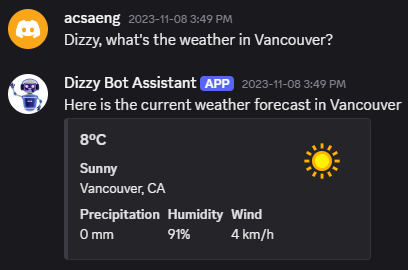 acsaeng 2023-11-08 3:49 PM
Dizzy, what's the weather in Vancouver?
Dizzy Bot Assistant APP 2023-11-08 3:49 PM
Here is the current weather forecast in Vancouver
8°C
Sunny
Vancouver, CA
Precipitation Humidity Wind
0 mm 91% 4 km/h